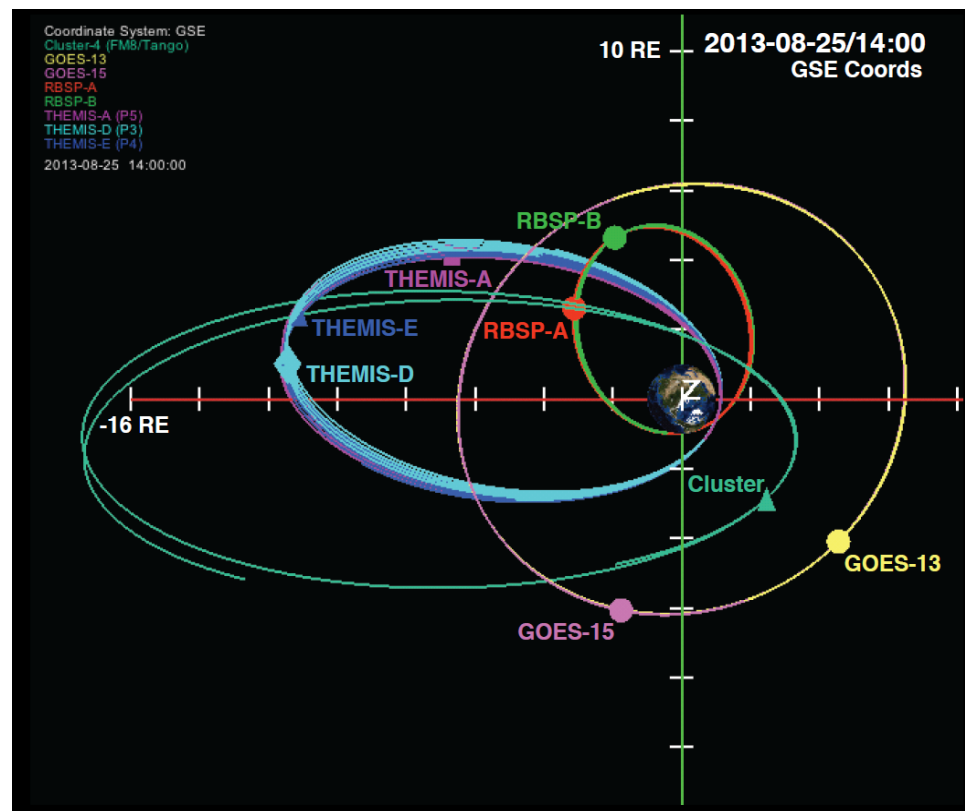 Coordinate System: GSE
Cluster-4 (FM8/Tango)
GOES-13
GOES-15
RBSP-A
RBSP-B
THEMIS-A (P5)
THEMIS-D (P3)
THEMIS-E (P4)
2013-08-25 14:00:00
10 RE
2013-08-25/14:00
GSE Coords
RBSP-B
THEMIS-A
THEMIS-E
RBSP-A
THEMIS-D
Z
-16 RE
Cluster
GOES-13
GOES-15